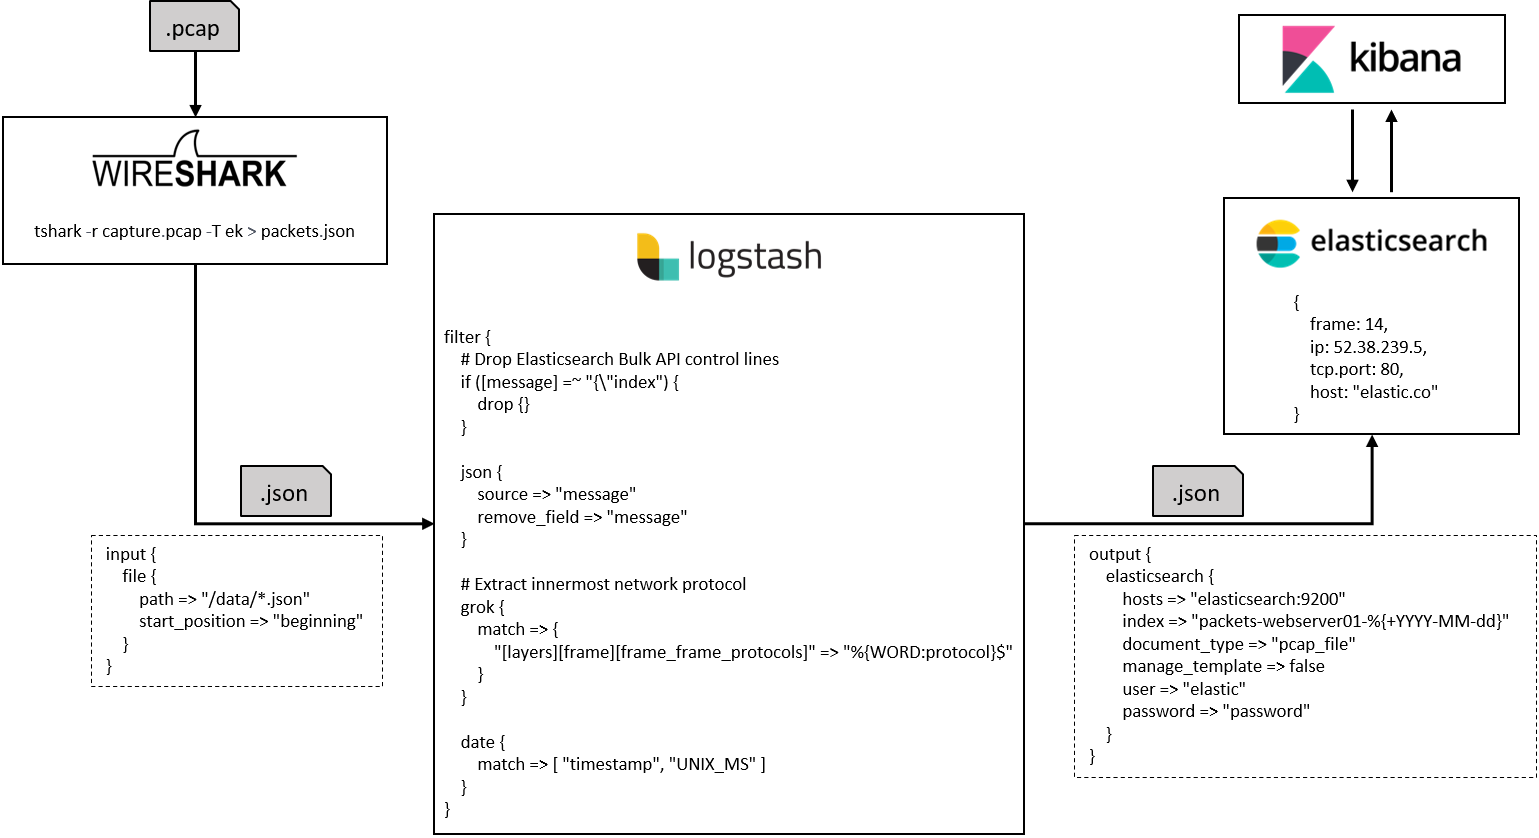 .pcap
WIRESHARK
tshark -r capture.pcap -T ek > packets.json
.json
input {
file {
path => "/data/*.json"
start_position => "beginning"
}
}
logstash
filter {
# Drop Elasticsearch Bulk API control lines
if ([message] =~ "{\"index") {
drop {}
}
json {
source => "message"
remove_field => "message"
}
# Extract innermost network protocol
grok {
match => {
"[layers][frame][frame_frame_protocols]" => "%{WORD:protocol}$"
}
}
date {
match => [ "timestamp", "UNIX_MS" ]
}
}
.json
output {
elasticsearch {
hosts => "elasticsearch:9200"
index => "packets-webserver01-%{+YYYY-MM-dd}"
document_type => "pcap_file"
manage_template => false
user => "elastic"
password => "password"
}
}
kibana
elasticsearch
{
frame: 14,
ip: 52.38.239.5,
tcp.port: 80,
host: "elastic.co"
}